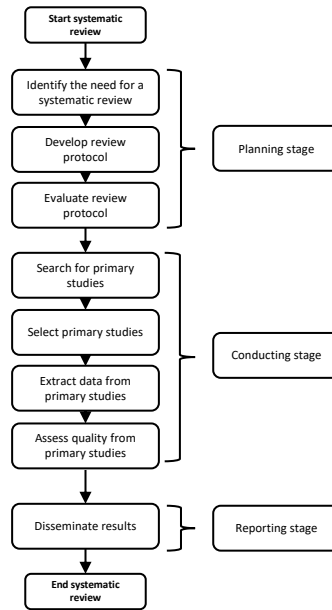 Start systematic
review
Identify the need for a
systematic review
Develop review
protocol
Planning stage
Evaluate review
protocol
Search for primary
studies
Select primary studies
Conducting stage
Extract data from
primary studies
Assess quality from
primary studies
Disseminate results
Reporting stage
End systematic
review